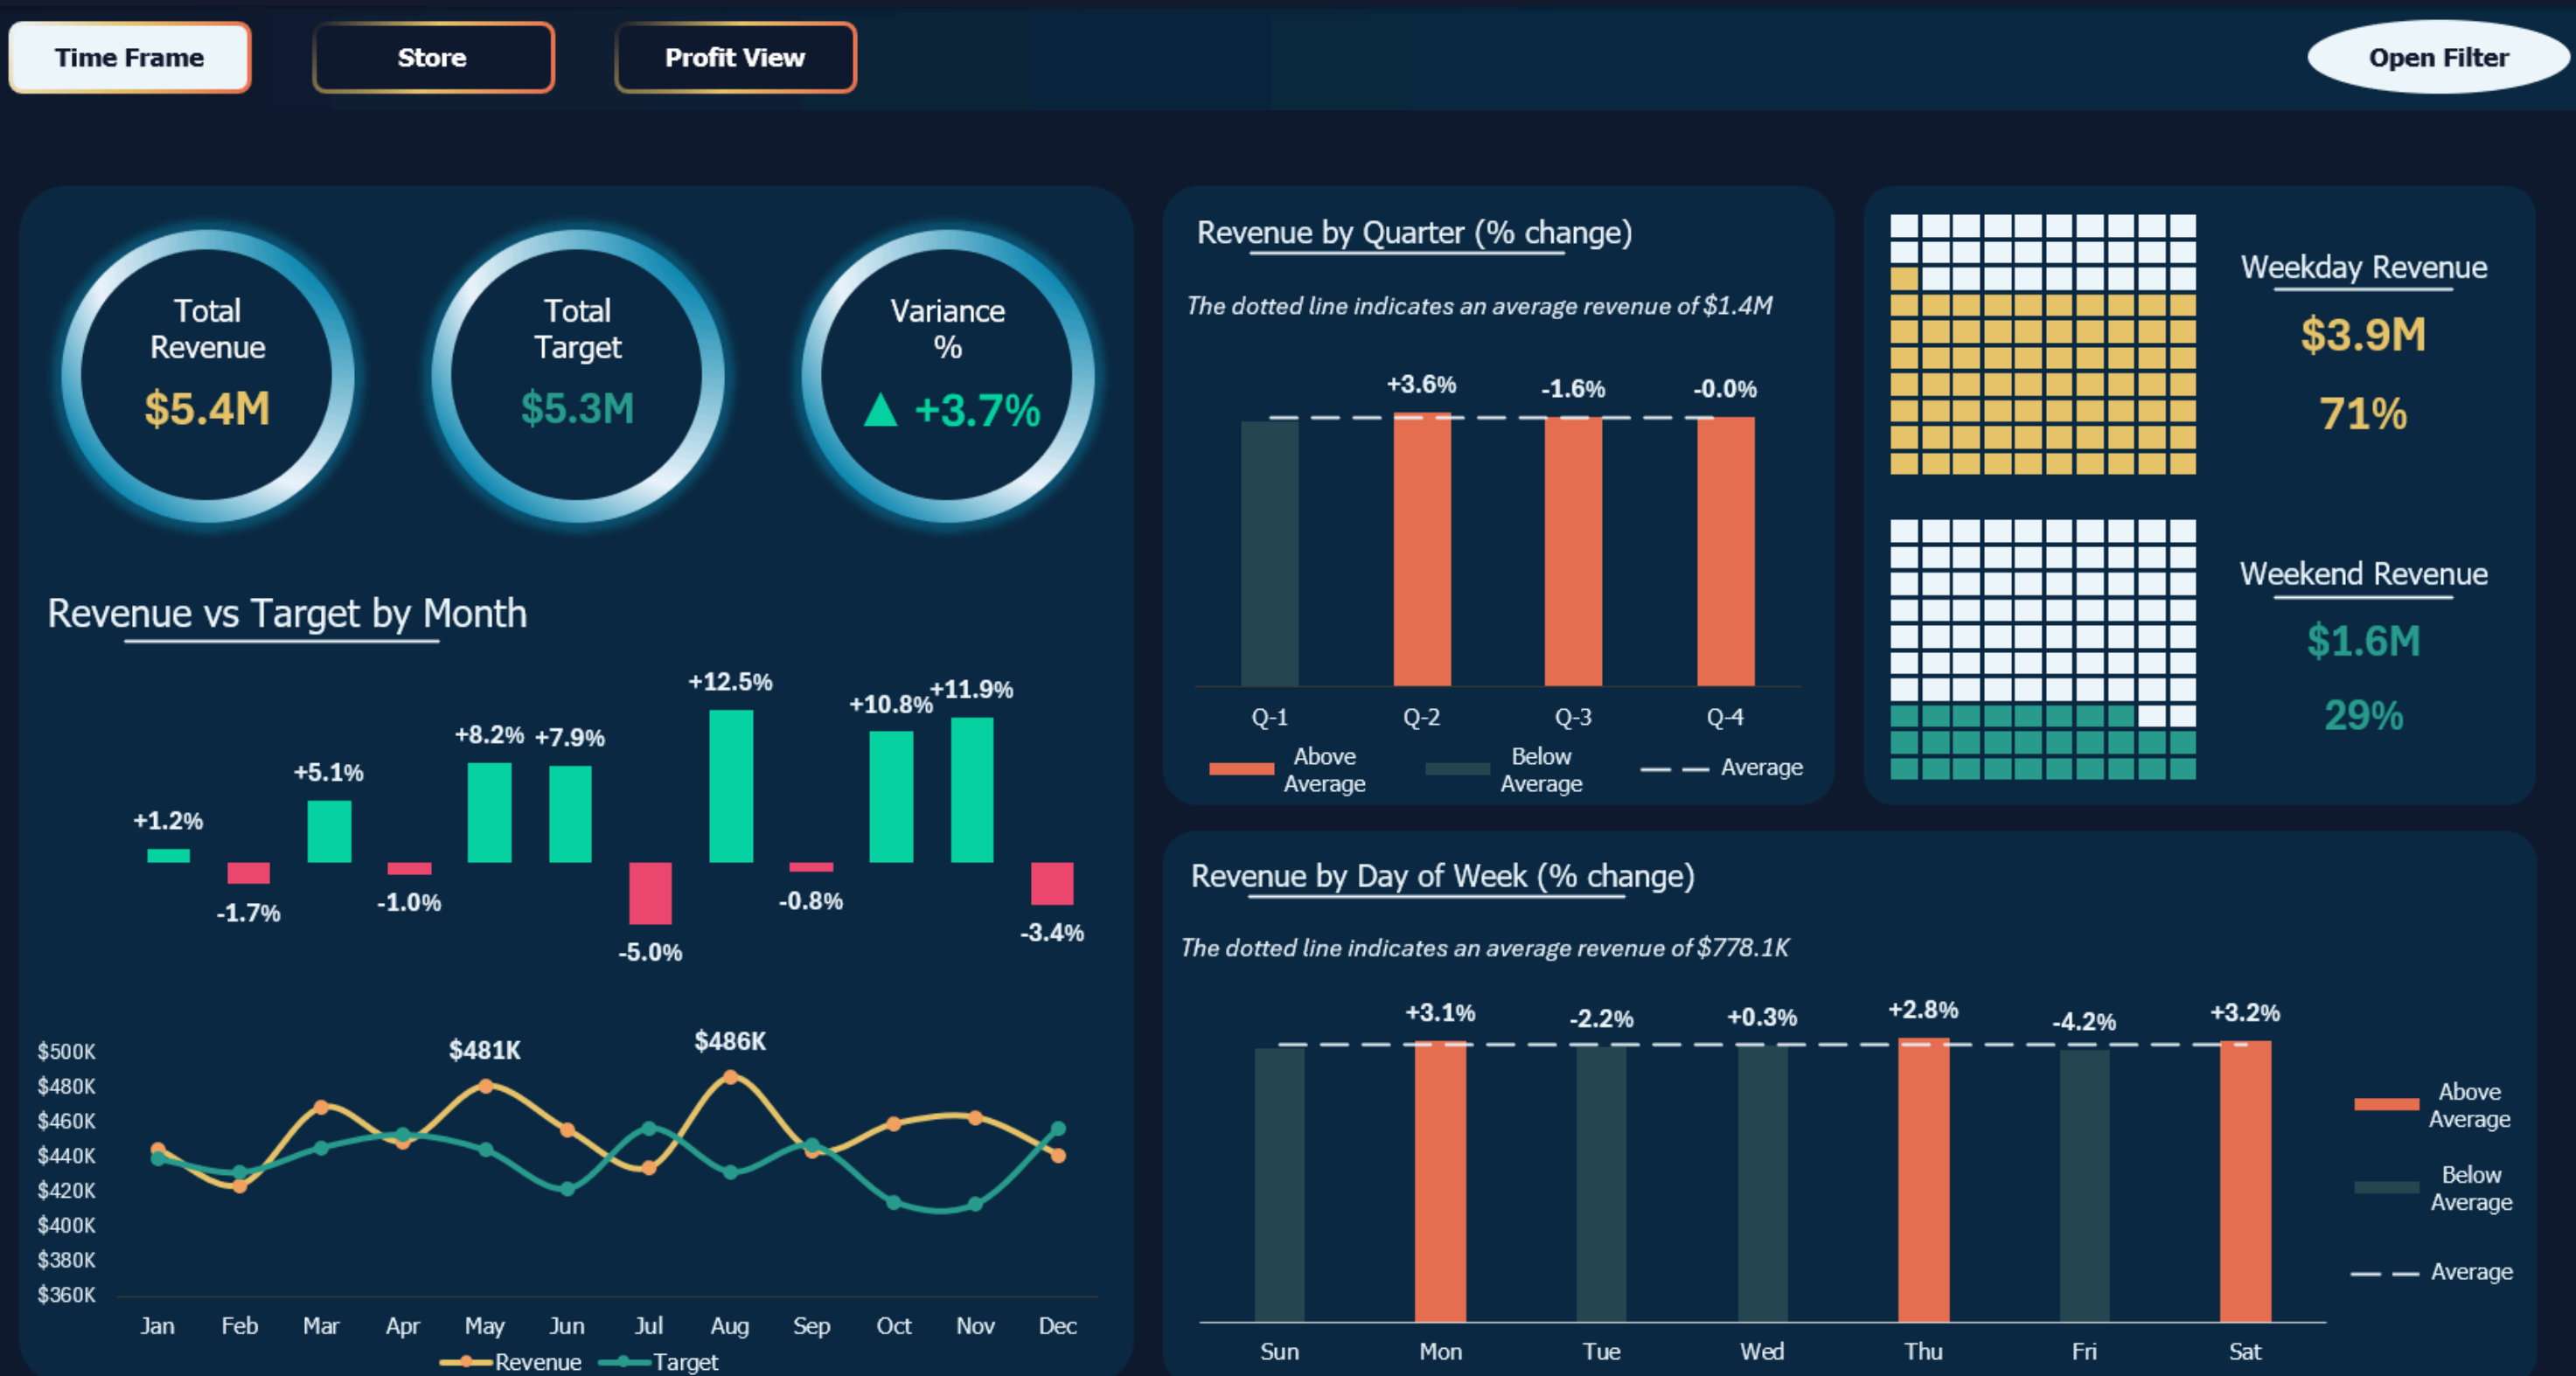 Time Frame
Store
Profit View
Open Filter
Total
Revenue
$5.4M
Total
Target
$5.3M
Variance
%
▲ +3.7%
Revenue vs Target by Month
+1.2%
-1.7%
+5.1%
-1.0%
+8.2%
+7.9%
-5.0%
+12.5%
-0.8%
+10.8%
+11.9%
-3.4%
$500K
$480K
$460K
$440K
$420K
$400K
$380K
$360K
$481K
$486K
Jan Feb Mar Apr May Jun Jul Aug Sep Oct Nov Dec
Revenue Target
Revenue by Quarter (% change)
The dotted line indicates an average revenue of $1.4M
+3.6%
-1.6%
-0.0%
Q-1 Q-2 Q-3 Q-4
Above
Average
Below
Average
Average
Weekday Revenue
$3.9M
71%
Weekend Revenue
$1.6M
29%
Revenue by Day of Week (% change)
The dotted line indicates an average revenue of $778.1K
+3.1%
-2.2%
+0.3%
+2.8%
-4.2%
+3.2%
Sun Mon Tue Wed Thu Fri Sat
Above
Average
Below
Average
Average